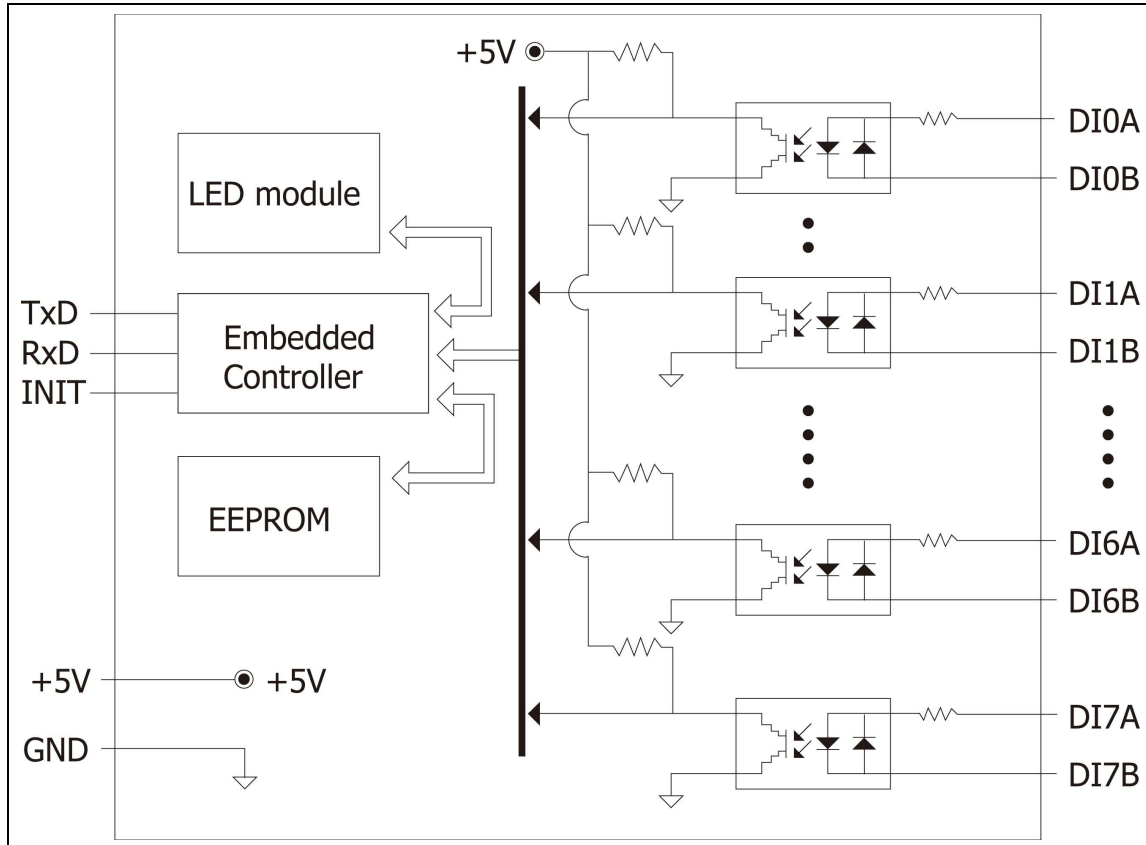 +5V
LED module
TxD
RxD
INIT
Embedded
Controller
EEPROM
+5V
+5V
GND
DI0A
DI0B
DI1A
DI1B
DI6A
DI6B
DI7A
DI7B